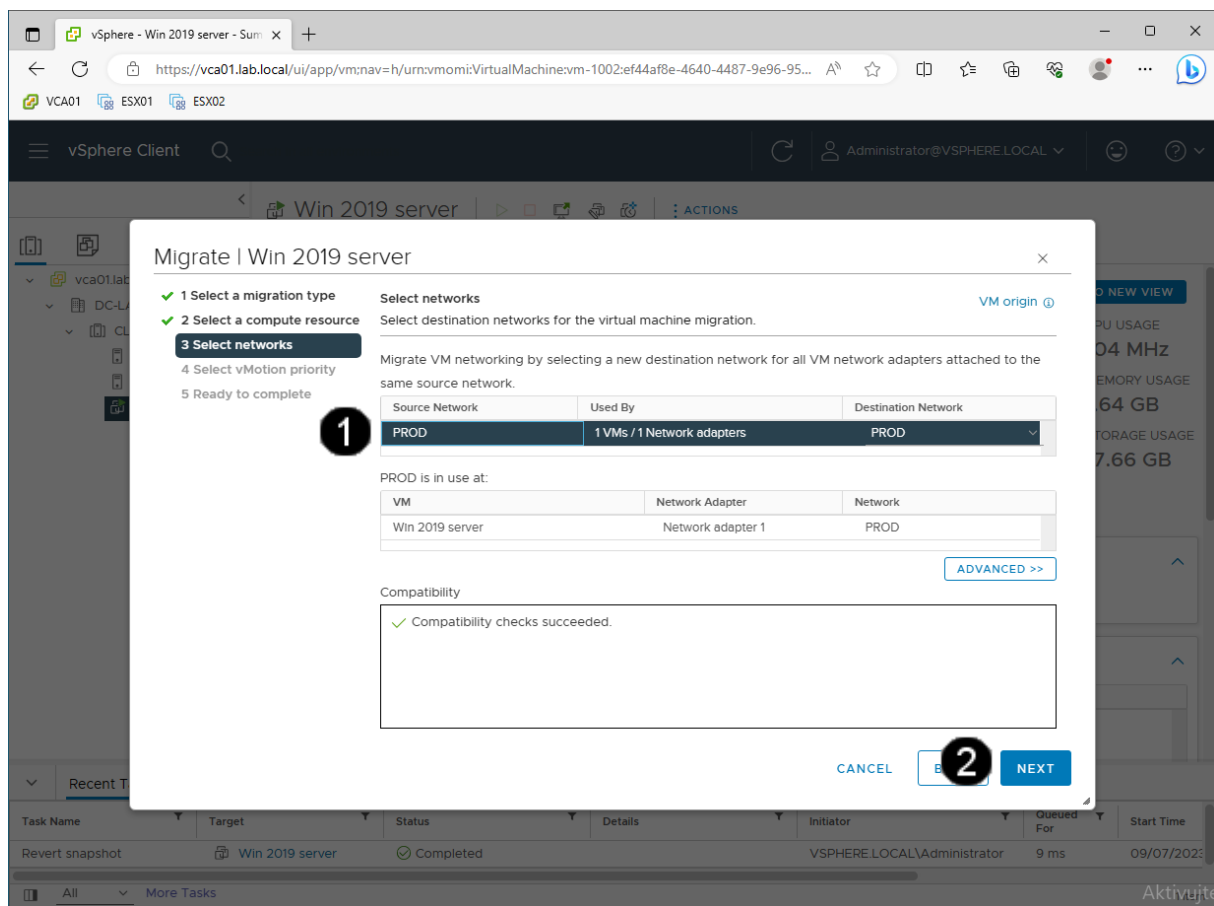 vSphere - Win 2019 server - Sum
https://vca01.lab.local/ui/app/vm;nav=h/urn:vmomi:VirtualMachine:vm-1002:ef44af8e-4640-4487-9e96-95...
VCA01 ESX01 ESX02
vSphere Client
Administrator@VSPHERE.LOCAL
Win 2019 server
ACTIONS
Migrate | Win 2019 server
vca01.lab
DC-LA
CL
1 Select a migration type
2 Select a compute resource
3 Select networks
4 Select vMotion priority
5 Ready to complete
Select networks
VM origin
Select destination networks for the virtual machine migration.
Migrate VM networking by selecting a new destination network for all VM network adapters attached to the
same source network.
Source Network Used By Destination Network
1
PROD 1 VMs / 1 Network adapters PROD
PROD is in use at:
VM Network Adapter Network
Win 2019 server Network adapter 1 PROD
ADVANCED >>
Compatibility
Compatibility checks succeeded.
CANCEL B 2 NEXT
O NEW VIEW
PU USAGE
04 MHz
EMORY USAGE
.64 GB
TORAGE USAGE
7.66 GB
Recent T
Task Name Target Status Details Initiator Queued For Start Time
Revert snapshot Win 2019 server Completed VSPHERE.LOCAL\Administrator 9 ms 09/07/2023
All More Tasks
Aktivujte